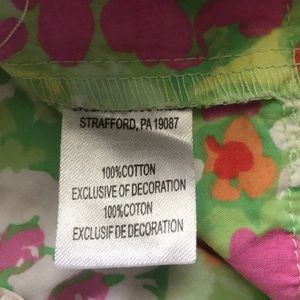 STRAFFORD, PA 19087
100%COTTON
EXCLUSIVE OF DECORATION
100%COTON
EXCLUSIF DE DECORATION